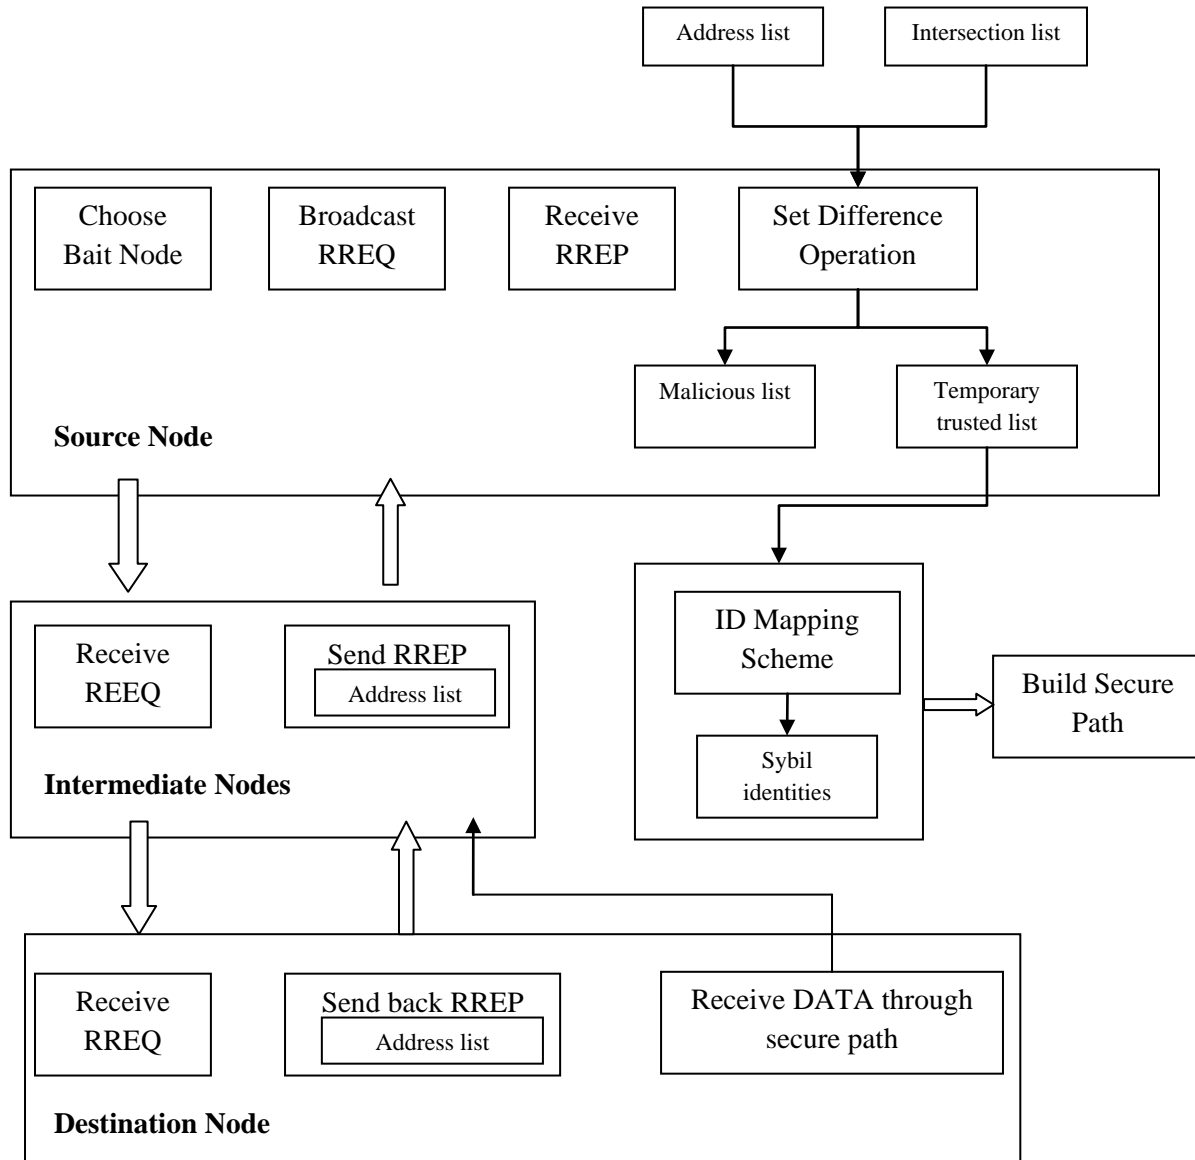 Address list
Intersection list
Choose
Bait Node
Broadcast
RREQ
Receive
RREP
Set Difference
Operation
Malicious list
Temporary
trusted list
Source Node
Receive
REEQ
Send RREP
Address list
Intermediate Nodes
ID Mapping
Scheme
Sybil
identities
Build Secure
Path
Receive
RREQ
Send back RREP
Address list
Receive DATA through
secure path
Destination Node